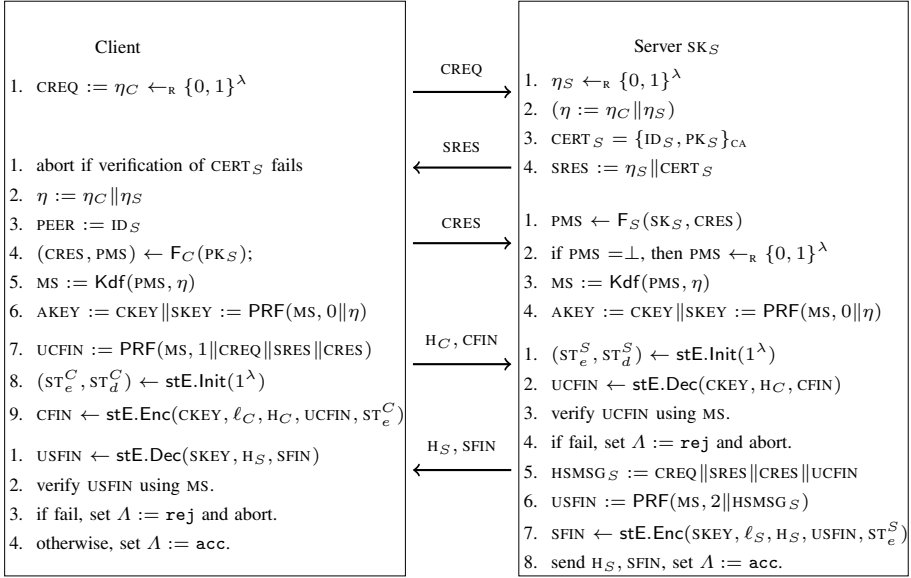 Client
1. CREQ := η_C ←_R {0, 1}^λ
CREQ
Server SK_S
1. η_S ←_R {0, 1}^λ
2. (η := η_C‖η_S)
3. CERT_S = {ID_S, PK_S}_CA
4. SRES := η_S‖CERT_S
SRES
1. abort if verification of CERT_S fails
2. η := η_C‖η_S
3. PEER := ID_S
4. (CRES, PMS) ← F_C(PK_S);
5. MS := Kdf(PMS, η)
6. AKEY := CKEY‖SKEY := PRF(MS, 0‖η)
7. UCFIN := PRF(MS, 1‖CREQ‖SRES‖CRES)
8. (ST_e^C, ST_d^C) ← stE.Init(1^λ)
9. CFIN ← stE.Enc(CKEY, ℓ_C, H_C, UCFIN, ST_e^C)
CRES
1. PMS ← F_S(SK_S, CRES)
2. if PMS =⊥, then PMS ←_R {0, 1}^λ
3. MS := Kdf(PMS, η)
4. AKEY := CKEY‖SKEY := PRF(MS, 0‖η)
H_C, CFIN
1. (ST_e^S, ST_d^S) ← stE.Init(1^λ)
2. UCFIN ← stE.Dec(CKEY, H_C, CFIN)
3. verify UCFIN using MS.
4. if fail, set Λ := rej and abort.
5. HSMSG_S := CREQ‖SRES‖CRES‖UCFIN
6. USFIN := PRF(MS, 2‖HSMSG_S)
7. SFIN ← stE.Enc(SKEY, ℓ_S, H_S, USFIN, ST_e^S)
8. send H_S, SFIN, set Λ := acc.
H_S, SFIN
1. USFIN ← stE.Dec(SKEY, H_S, SFIN)
2. verify USFIN using MS.
3. if fail, set Λ := rej and abort.
4. otherwise, set Λ := acc.